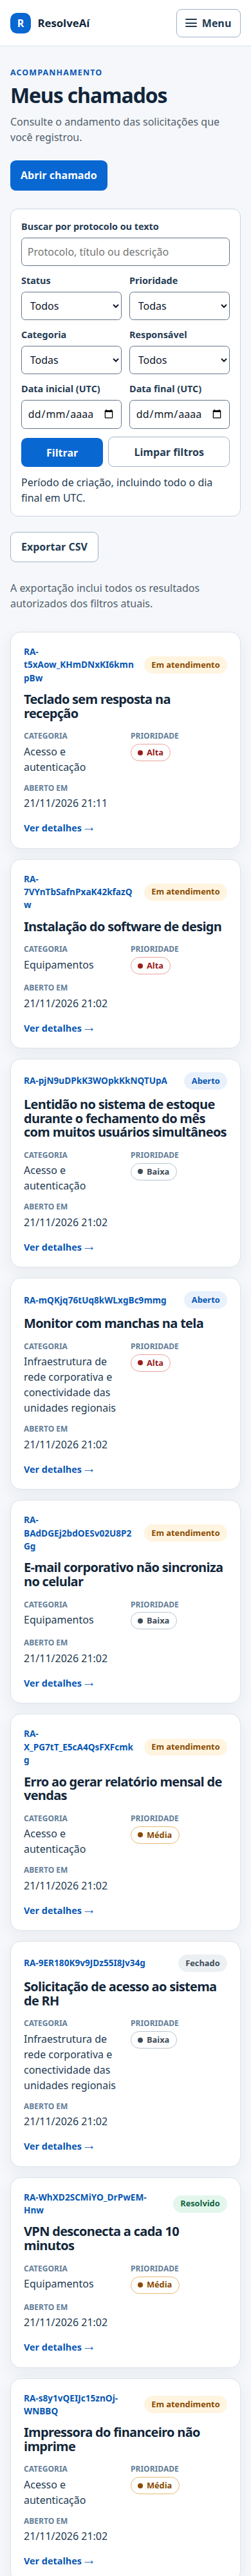 R ResolveAí Menu
ACOMPANHAMENTO
Meus chamados
Consulte o andamento das solicitações que
você registrou.
Abrir chamado
Buscar por protocolo ou texto
Protocolo, título ou descrição
Status Prioridade
Todos Todas
Categoria Responsável
Todas Todos
Data inicial (UTC) Data final (UTC)
dd/mm/aaaa dd/mm/aaaa
Filtrar Limpar filtros
Período de criação, incluindo todo o dia
final em UTC.
Exportar CSV
A exportação inclui todos os resultados
autorizados dos filtros atuais.
RA-
t5xAow_KHmDNxKI6kmn
pBw
Em atendimento
Teclado sem resposta na
recepção
CATEGORIA PRIORIDADE
Acesso e
autenticação
Alta
ABERTO EM
21/11/2026 21:11
Ver detalhes →
RA-
7VYnTbSafnPxaK42kfazQ
w
Em atendimento
Instalação do software de design
CATEGORIA PRIORIDADE
Equipamentos Alta
ABERTO EM
21/11/2026 21:02
Ver detalhes →
RA-pjN9uDPkK3WOpkKkNQTUpA Aberto
Lentidão no sistema de estoque
durante o fechamento do mês
com muitos usuários simultâneos
CATEGORIA PRIORIDADE
Acesso e
autenticação
Baixa
ABERTO EM
21/11/2026 21:02
Ver detalhes →
RA-mQKjq76tUq8kWLxgBc9mmg Aberto
Monitor com manchas na tela
CATEGORIA PRIORIDADE
Infraestrutura de
rede corporativa e
conectividade das
unidades regionais
Alta
ABERTO EM
21/11/2026 21:02
Ver detalhes →
RA-
BAdDGEj2bdOESv02U8P2
Gg
Em atendimento
E-mail corporativo não sincroniza
no celular
CATEGORIA PRIORIDADE
Equipamentos Baixa
ABERTO EM
21/11/2026 21:02
Ver detalhes →
RA-
X_PG7tT_E5cA4QsFXFcmk
g
Em atendimento
Erro ao gerar relatório mensal de
vendas
CATEGORIA PRIORIDADE
Acesso e
autenticação
Média
ABERTO EM
21/11/2026 21:02
Ver detalhes →
RA-9ER180K9v9JDz55I8Jv34g Fechado
Solicitação de acesso ao sistema
de RH
CATEGORIA PRIORIDADE
Infraestrutura de
rede corporativa e
conectividade das
unidades regionais
Baixa
ABERTO EM
21/11/2026 21:02
Ver detalhes →
RA-WhXD2SCMiYO_DrPwEM-
Hnw
Resolvido
VPN desconecta a cada 10
minutos
CATEGORIA PRIORIDADE
Equipamentos Média
ABERTO EM
21/11/2026 21:02
Ver detalhes →
RA-s8y1vQEIJc15znOj-
WNBBQ
Em atendimento
Impressora do financeiro não
imprime
CATEGORIA PRIORIDADE
Acesso e
autenticação
Média
ABERTO EM
21/11/2026 21:02
Ver detalhes →